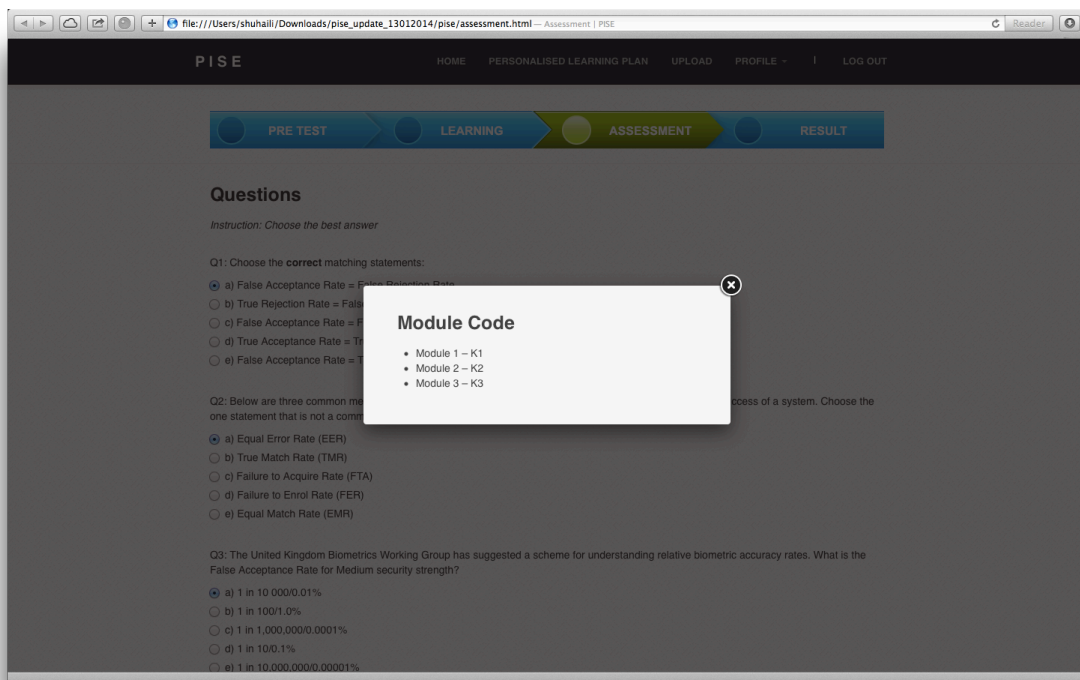 file:///Users/shuhaili/Downloads/pise_update_13012014/pise/assessment.html — Assessment | PISE
Reader
PISE
HOME PERSONALISED LEARNING PLAN UPLOAD PROFILE | LOG OUT
PRE TEST LEARNING ASSESSMENT RESULT
Questions
Instruction: Choose the best answer
Q1: Choose the correct matching statements:
a) False Acceptance Rate = False Rejection Rate
b) True Rejection Rate = Fals
c) False Acceptance Rate = F
d) True Acceptance Rate = Tr
e) False Acceptance Rate = T
Module Code
• Module 1 – K1
• Module 2 – K2
• Module 3 – K3
Q2: Below are three common me ccess of a system. Choose the
one statement that is not a comm
a) Equal Error Rate (EER)
b) True Match Rate (TMR)
c) Failure to Acquire Rate (FTA)
d) Failure to Enrol Rate (FER)
e) Equal Match Rate (EMR)
Q3: The United Kingdom Biometrics Working Group has suggested a scheme for understanding relative biometric accuracy rates. What is the
False Acceptance Rate for Medium security strength?
a) 1 in 10 000/0.01%
b) 1 in 100/1.0%
c) 1 in 1,000,000/0.0001%
d) 1 in 10/0.1%
e) 1 in 10,000,000/0.00001%